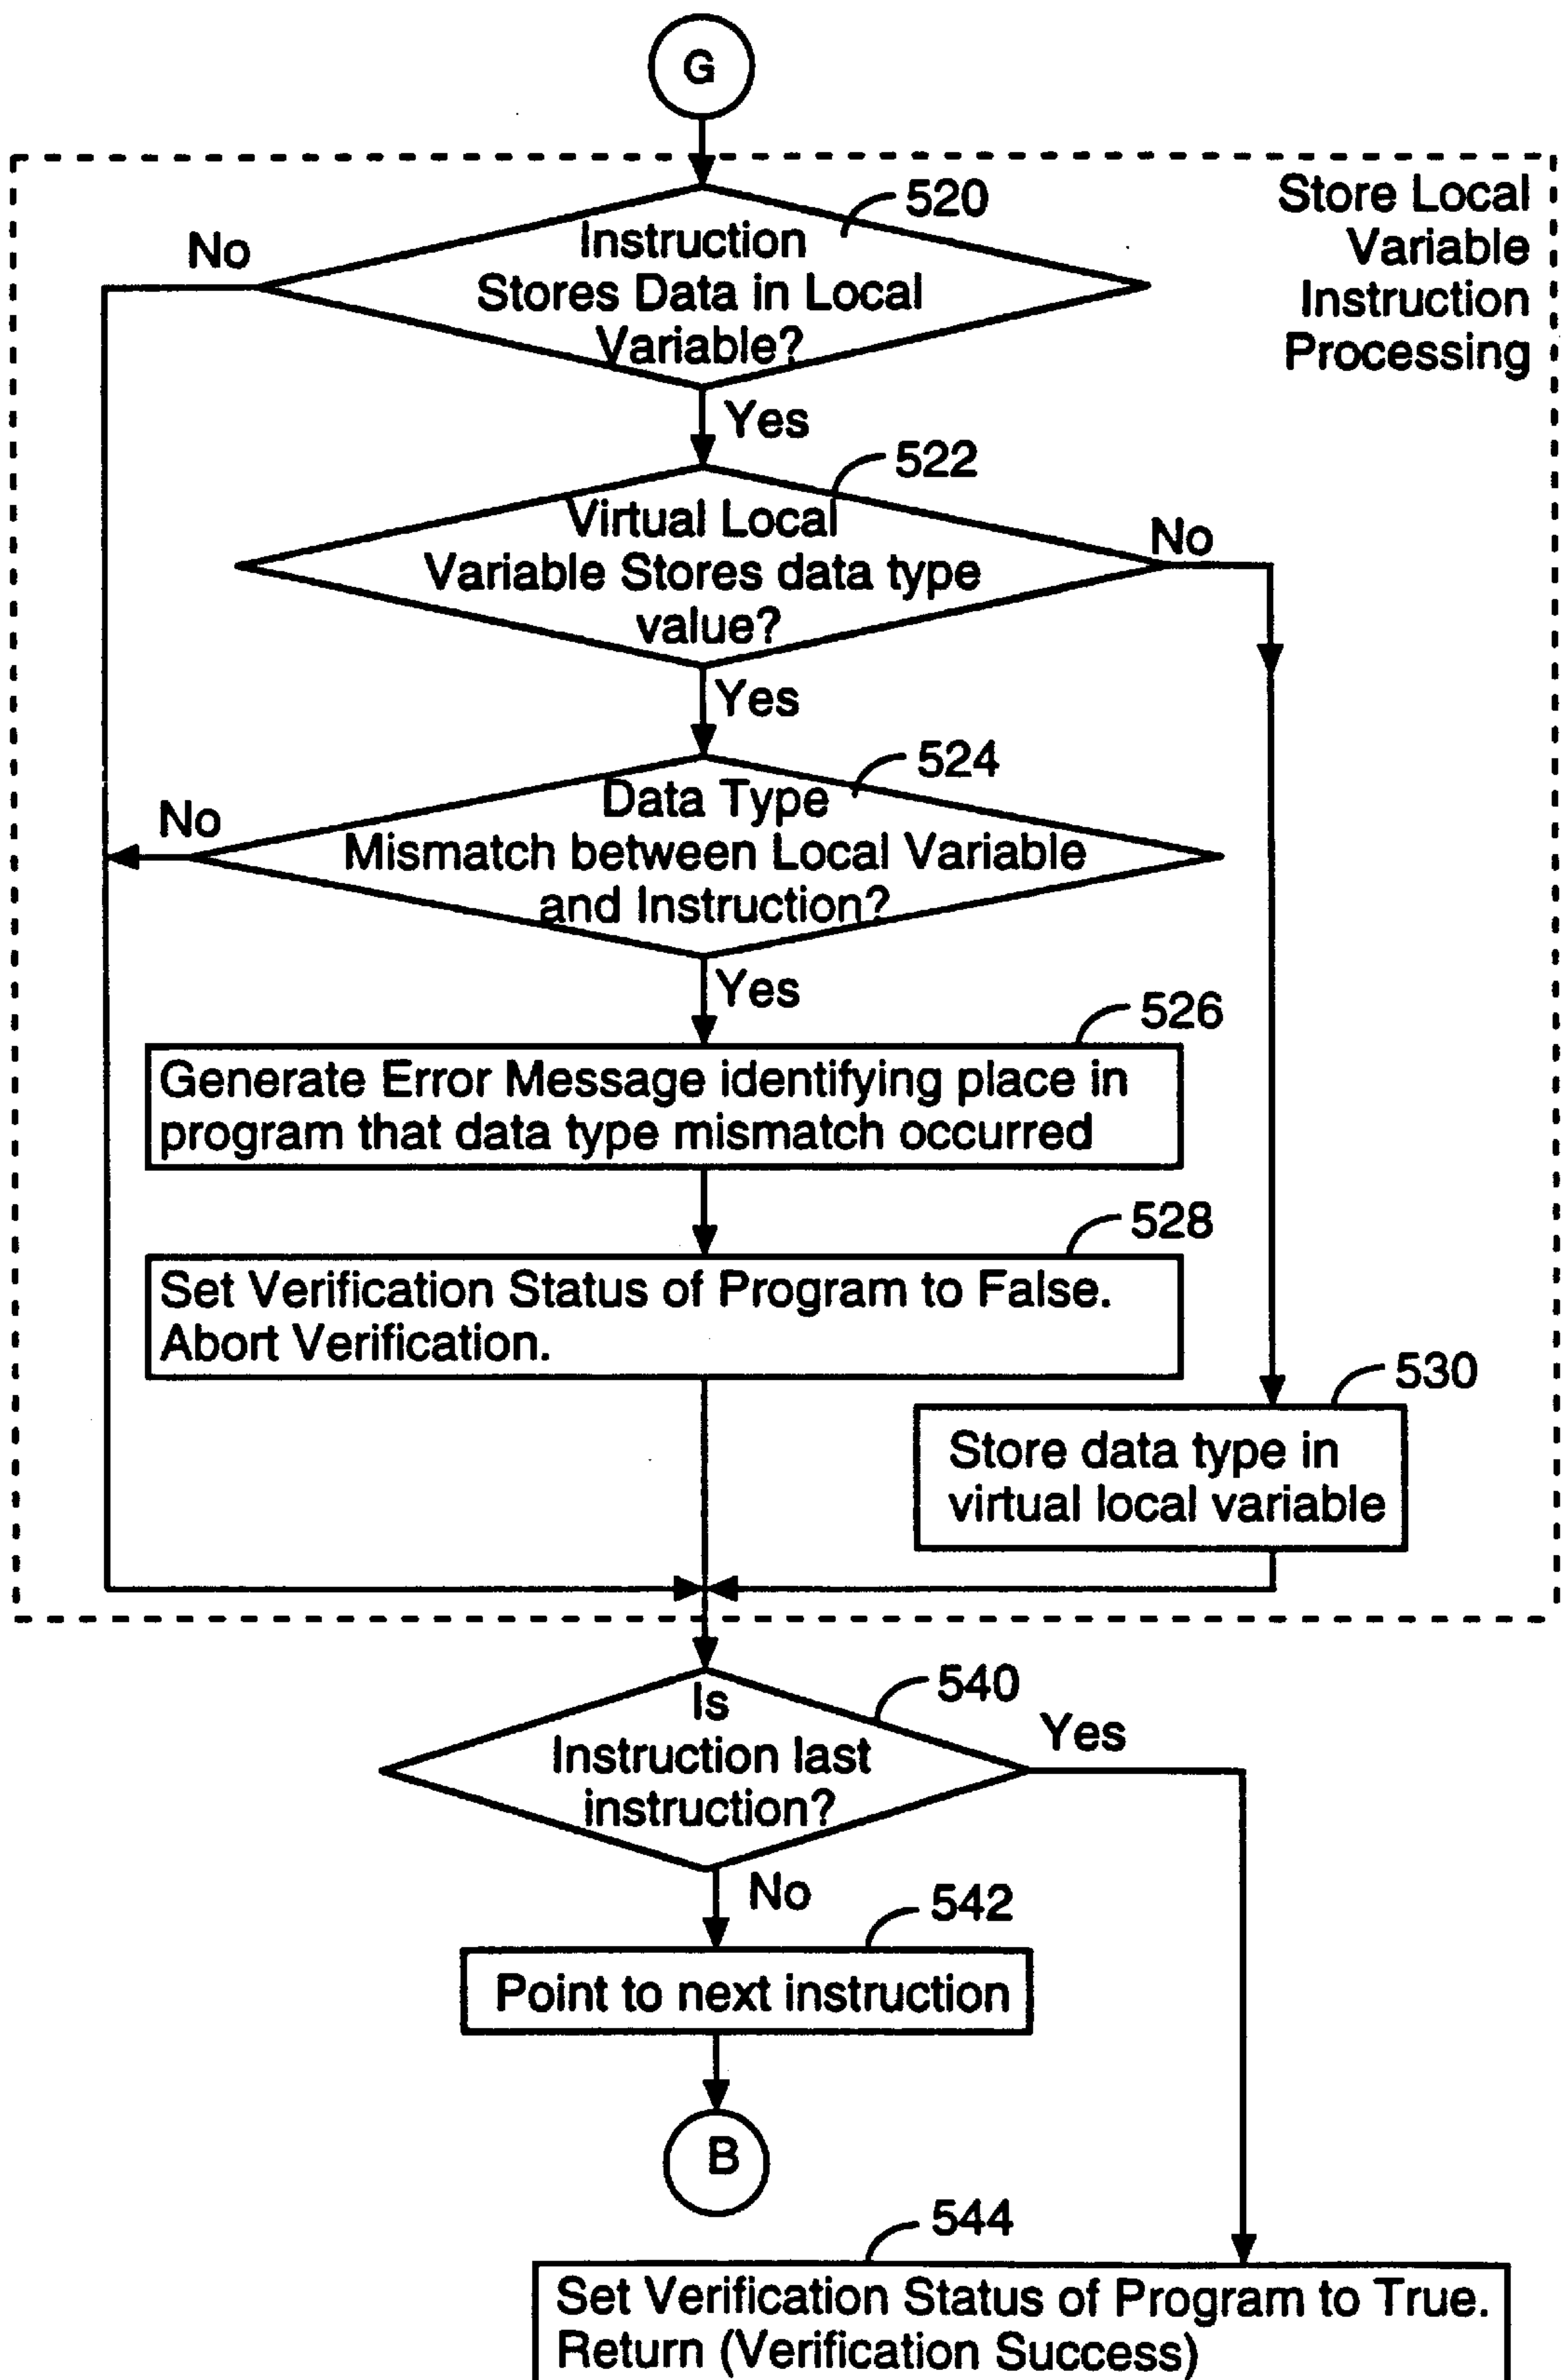 G
Store Local
Variable
Instruction
Processing
520
No
Instruction
Stores Data in Local
Variable?
Yes
522
Virtual Local
Variable Stores data type
value?
No
Yes
524
Data Type
Mismatch between Local Variable
and Instruction?
No
Yes
526
Generate Error Message identifying place in
program that data type mismatch occurred
528
Set Verification Status of Program to False.
Abort Verification.
530
Store data type in
virtual local variable
540
Is
Instruction last
instruction?
Yes
No
542
Point to next instruction
B
544
Set Verification Status of Program to True.
Return (Verification Success)